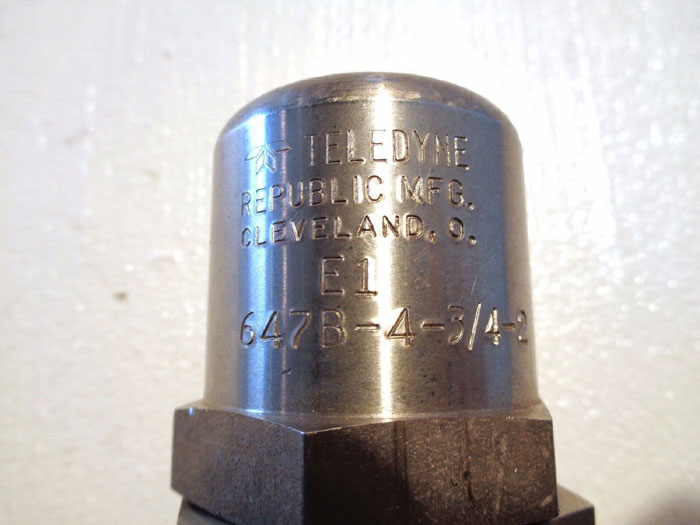 TELEDYNE
REPUBLIC MFG.
CLEVELAND, O.
E1
647B-4-3/4-2